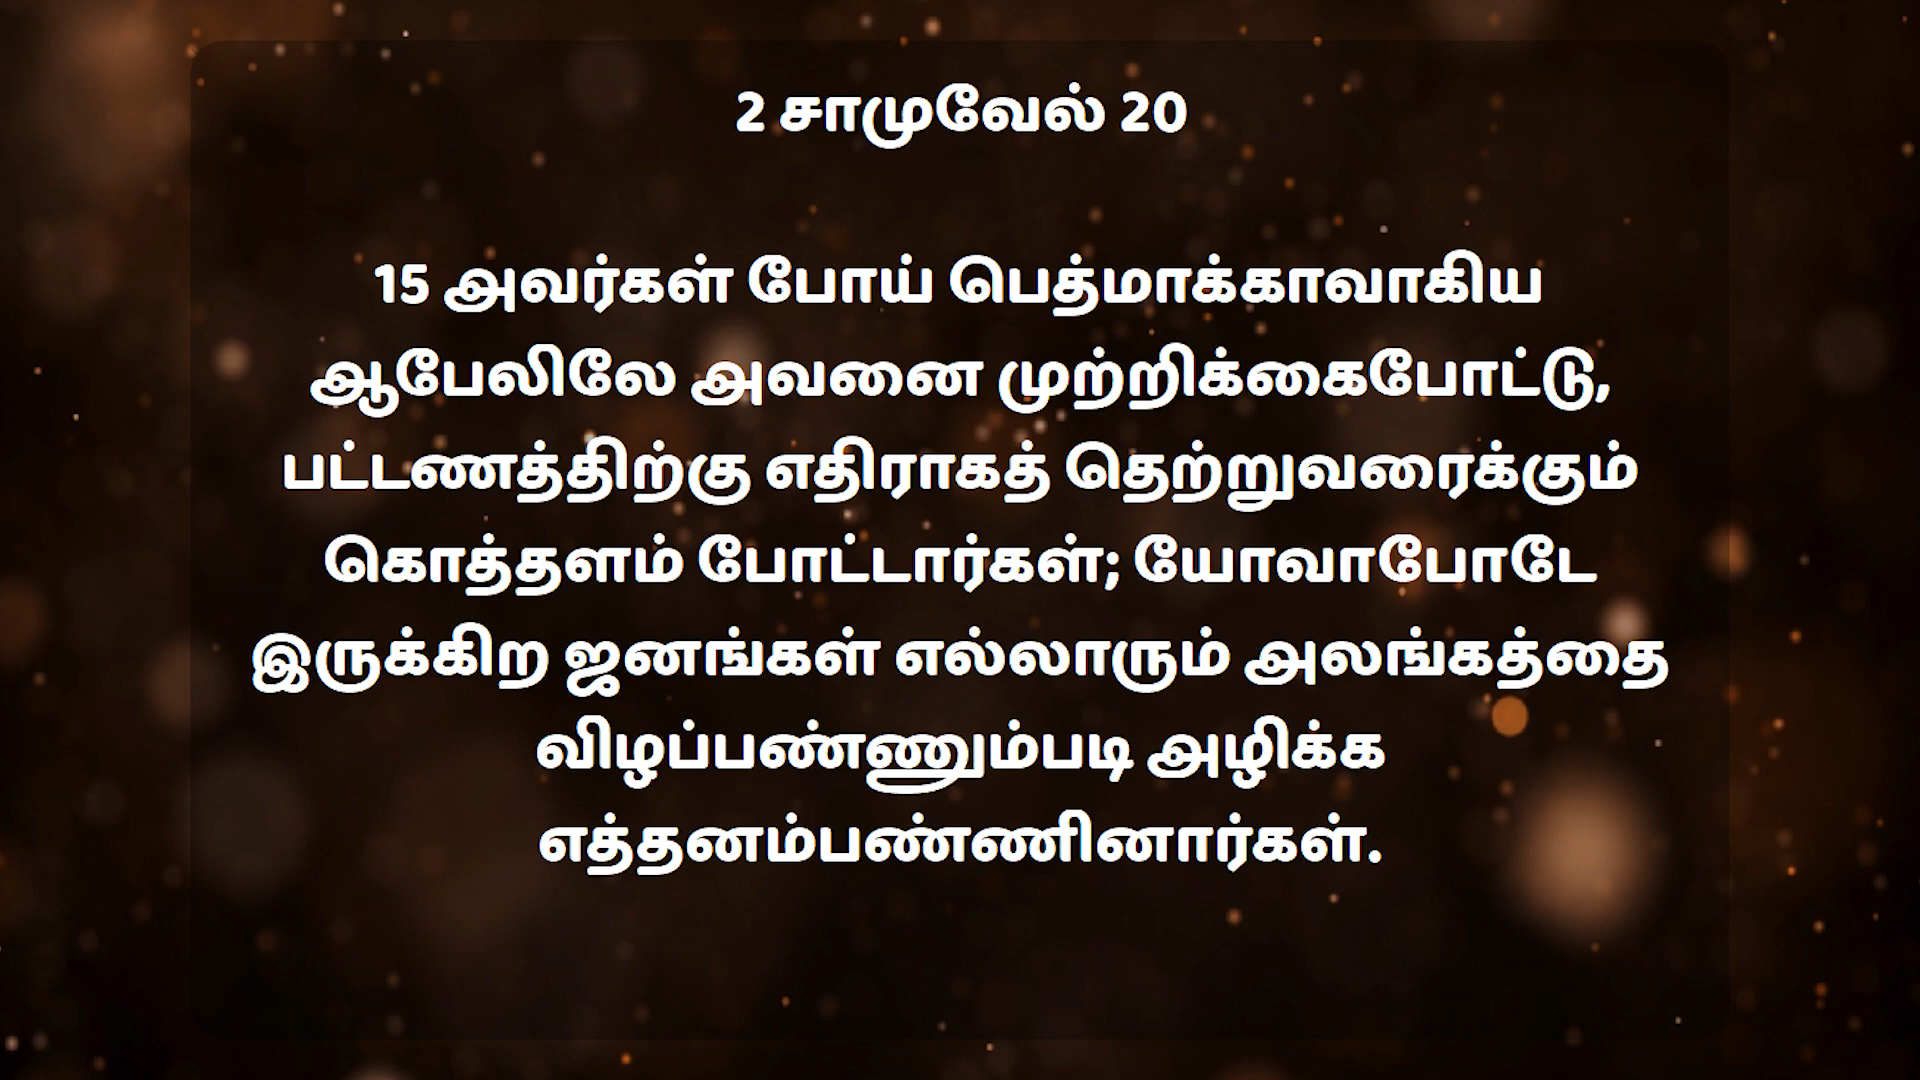 2 சாமுவேல் 20
15 அவர்கள் போய் பெத்மாக்காவாகிய
ஆபேலிலே அவனை முற்றிக்கைபோட்டு,
பட்டணத்திற்கு எதிராகத் தெற்றுவரைக்கும்
கொத்தளம் போட்டார்கள்; யோவாபோடே
இருக்கிற ஜனங்கள் எல்லாரும் அலங்கத்தை
விழப்பண்ணும்படி அழிக்க
எத்தனம்பண்ணினார்கள்.